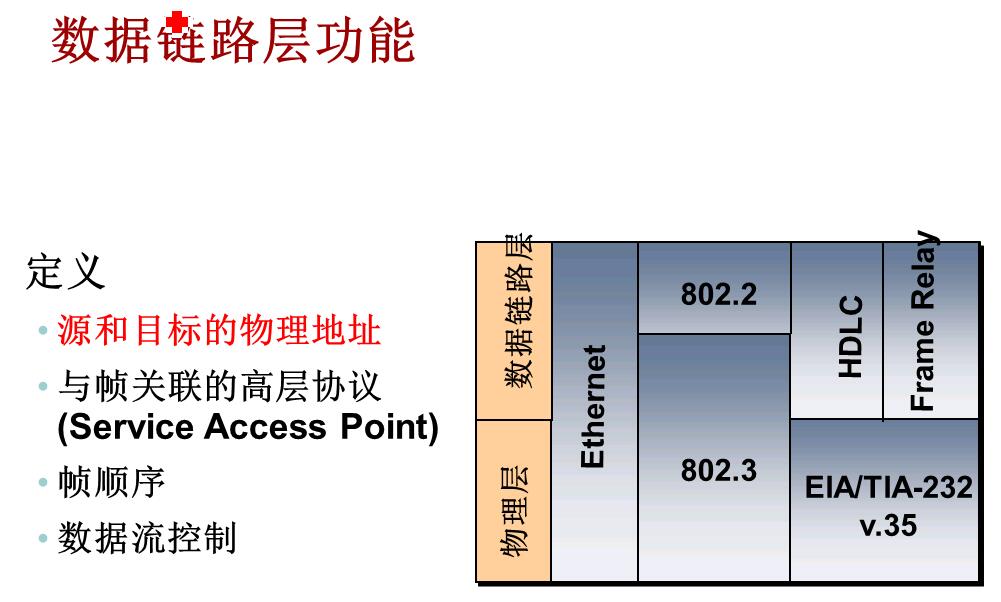 数据链路层功能
定义
•源和目标的物理地址
•与帧关联的高层协议
(Service Access Point)
•帧顺序
•数据流控制
数据链路层
物理层
Ethernet
802.2
802.3
HDLC
Frame Relay
EIA/TIA-232
v.35